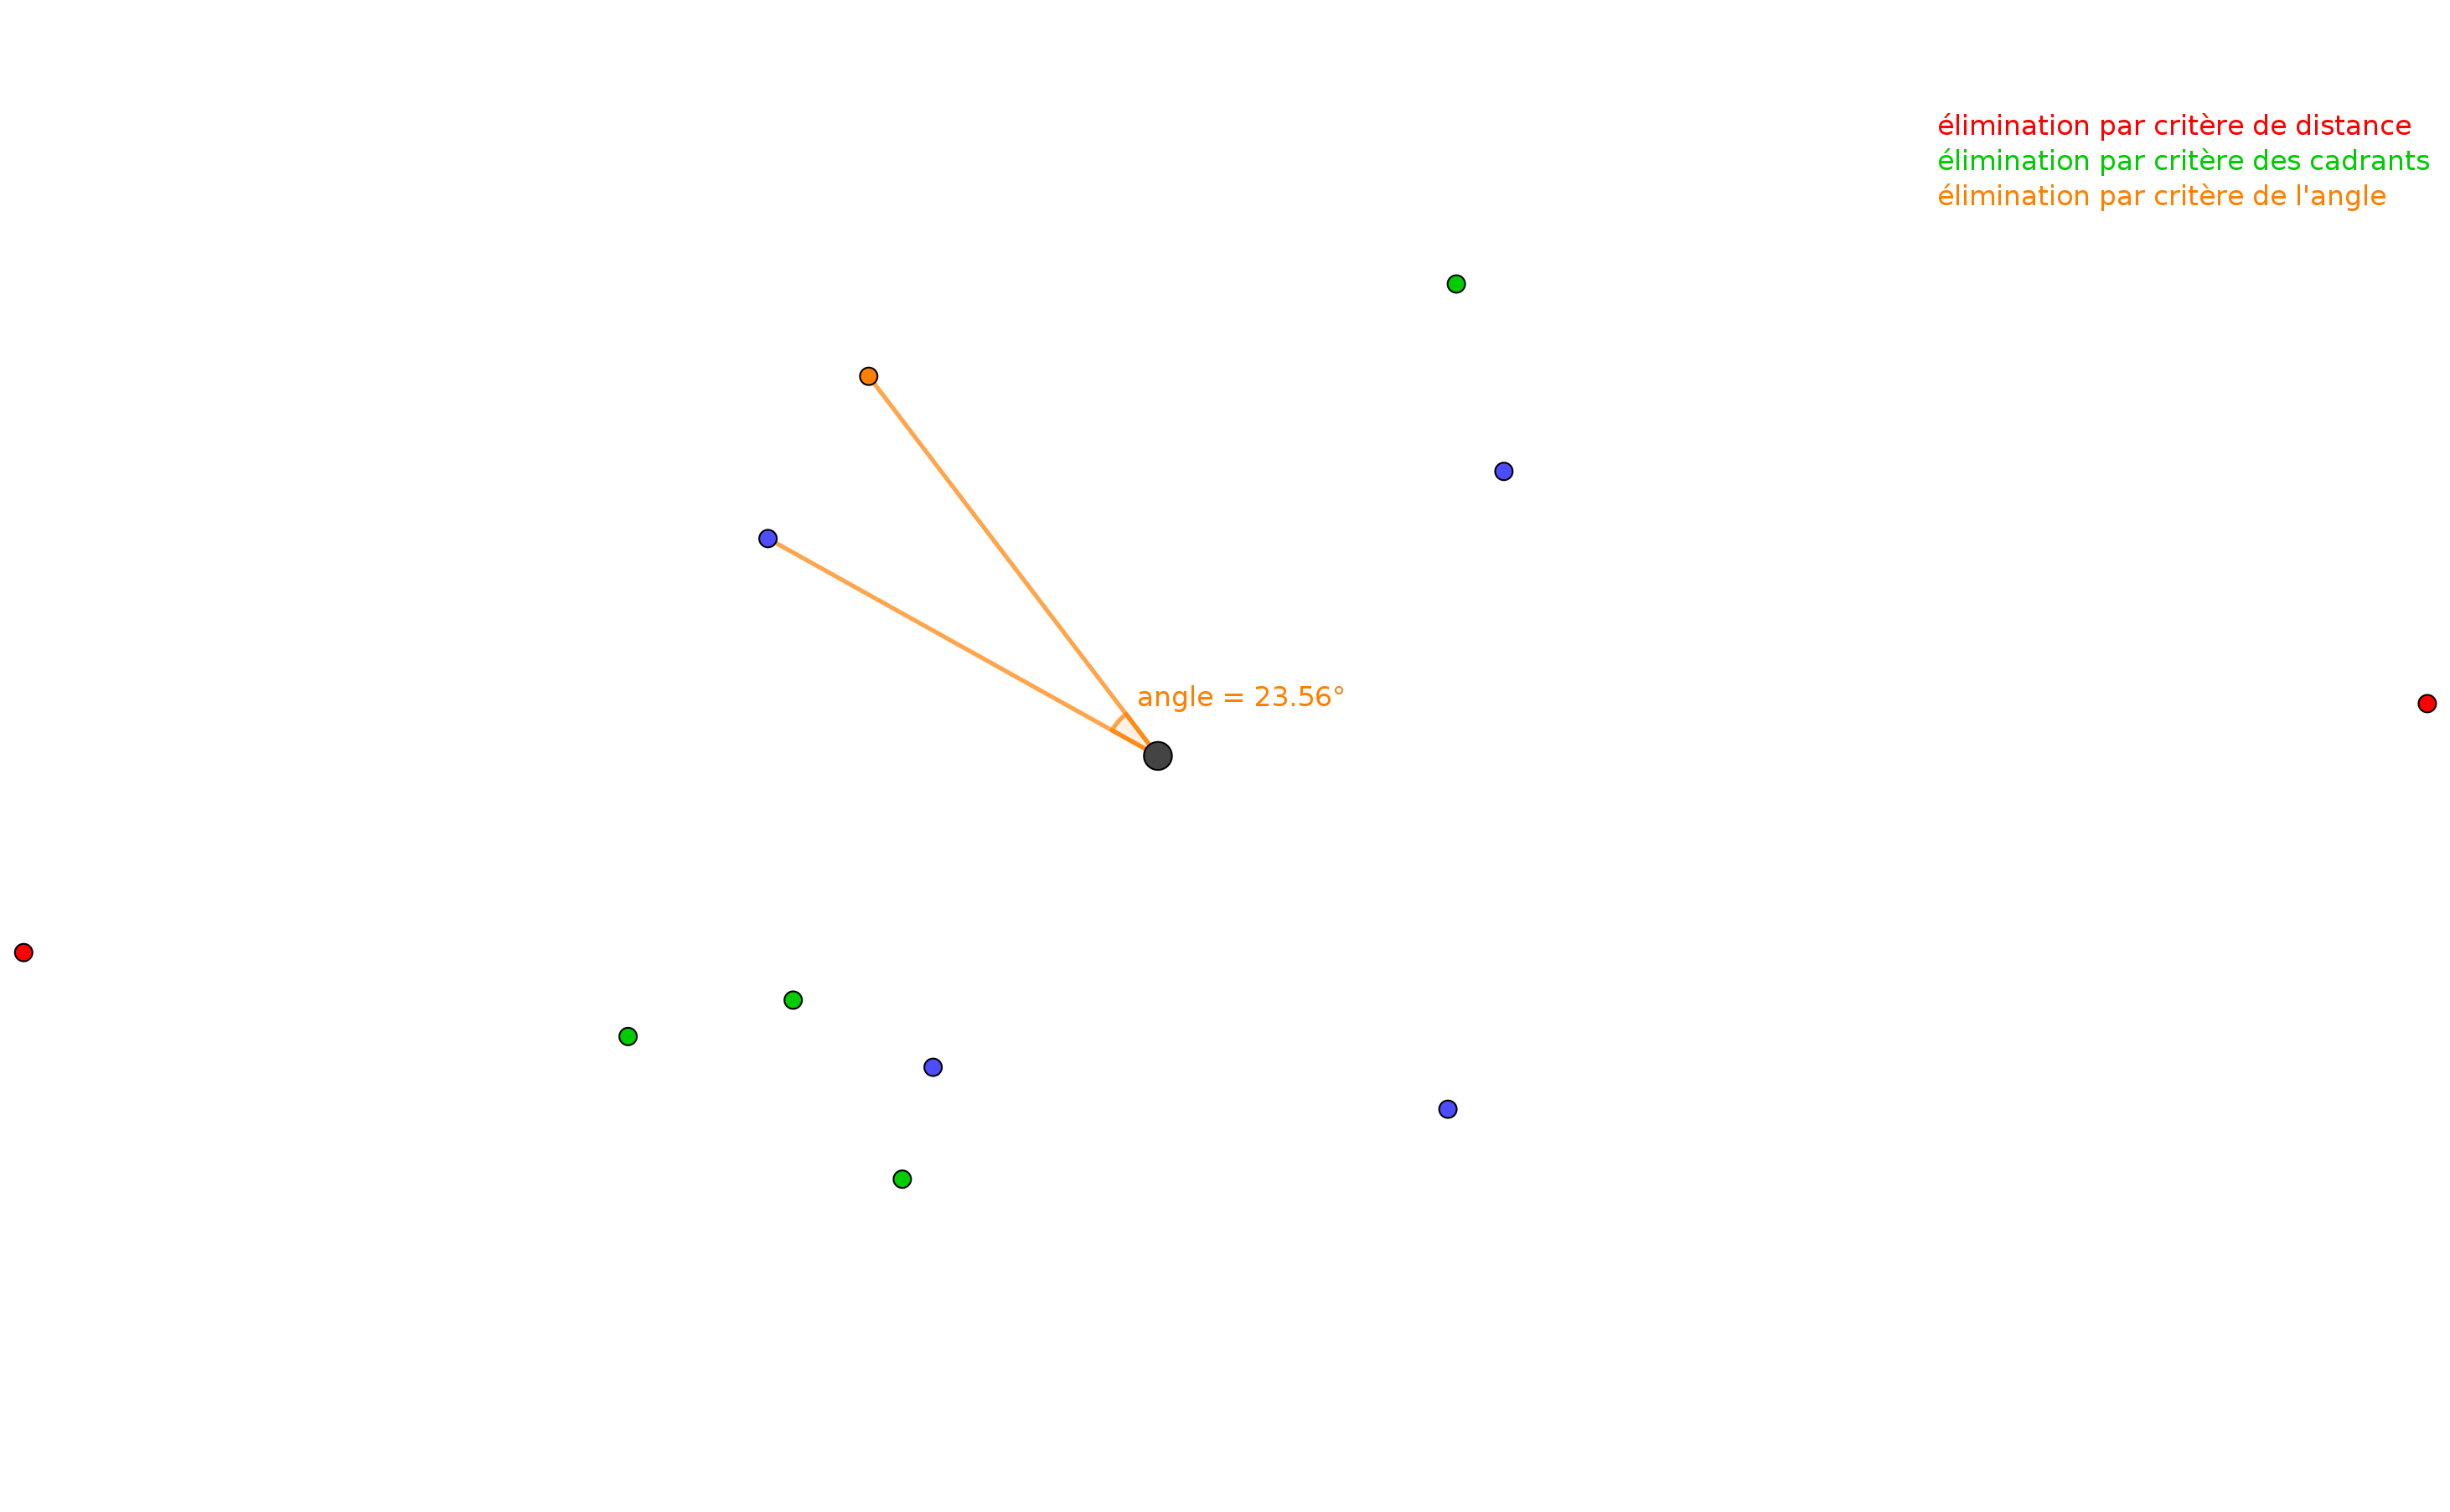 élimination par critère de distance
élimination par critère des cadrants
élimination par critère de l'angle
angle = 23.56°